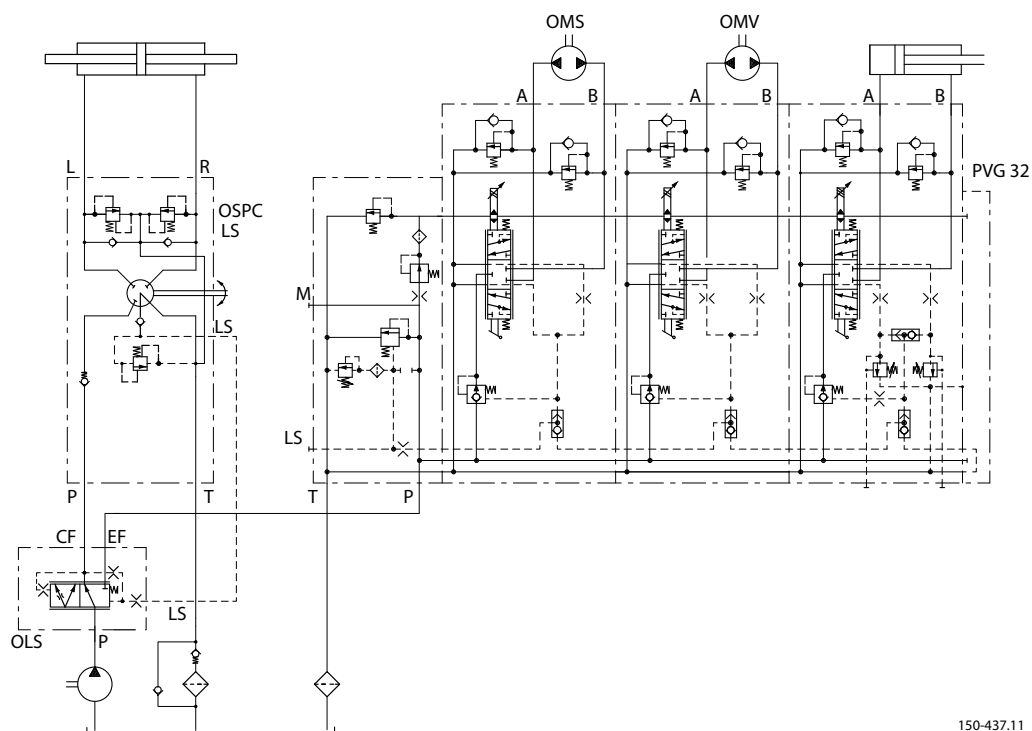 OMS
OMV
A
B
A
B
A
B
L
R
PVG 32
OSPC
LS
M
LS
LS
P
T
T
P
CF
EF
LS
OLS
P
150-437.11